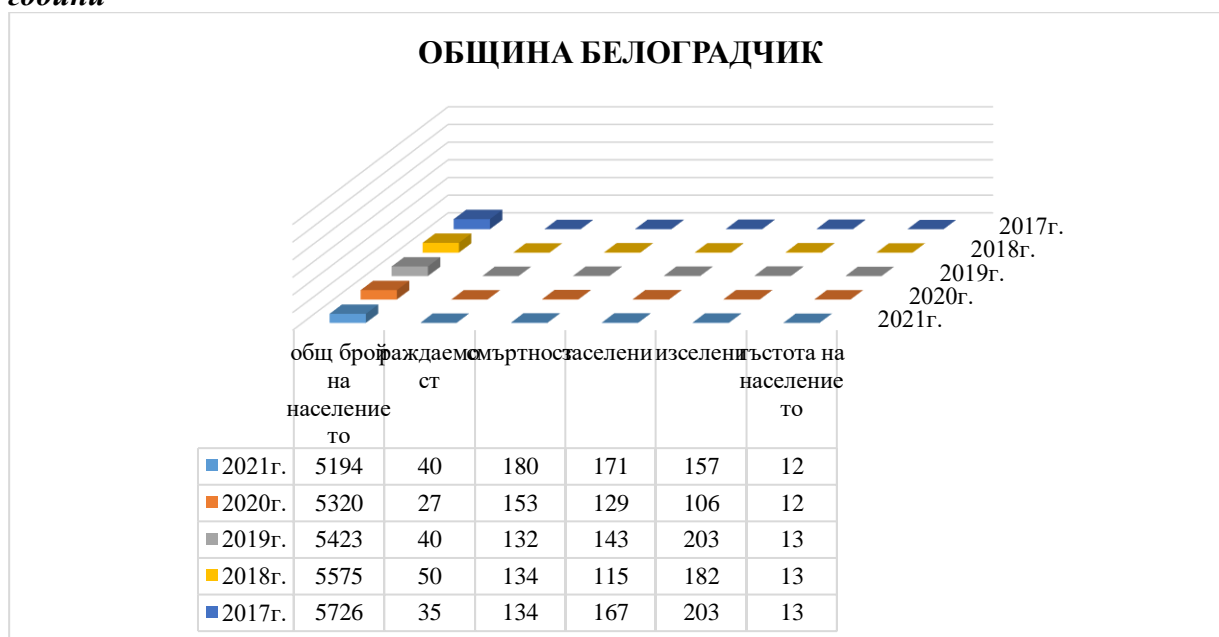 години
ОБЩИНА БЕЛОГРАДЧИК
2017г.
2018г.
2019г.
2020г.
2021г.
общ брой на населението раждаемост смъртност заселени изселени гъстота на населението
2021г. 5194 40 180 171 157 12
2020г. 5320 27 153 129 106 12
2019г. 5423 40 132 143 203 13
2018г. 5575 50 134 115 182 13
2017г. 5726 35 134 167 203 13